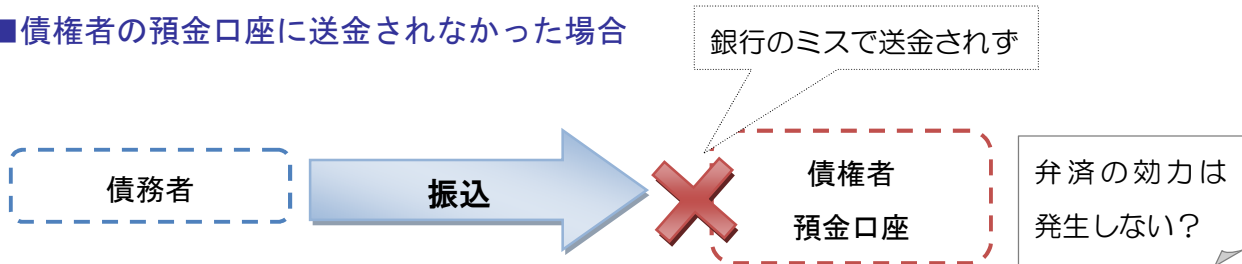 ■債権者の預金口座に送金されなかった場合
銀行のミスで送金されず
債務者
振込
債権者
預金口座
弁済の効力は
発生しない？